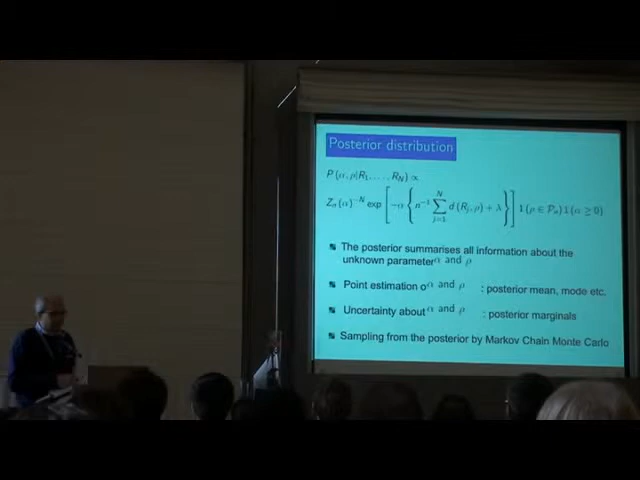 Posterior distribution
P(α, ρ|R₁, . . . , R_N) ∝
Z_n(α)^{-N} exp [ -α { n^{-1} ∑_{j=1}^{N} d(R_j, ρ) + λ } ] 1(ρ ∈ P_n) 1(α ≥ 0)
The posterior summarises all information about the
unknown parameter α and ρ
Point estimation o α and ρ : posterior mean, mode etc.
Uncertainty about α and ρ : posterior marginals
Sampling from the posterior by Markov Chain Monte Carlo